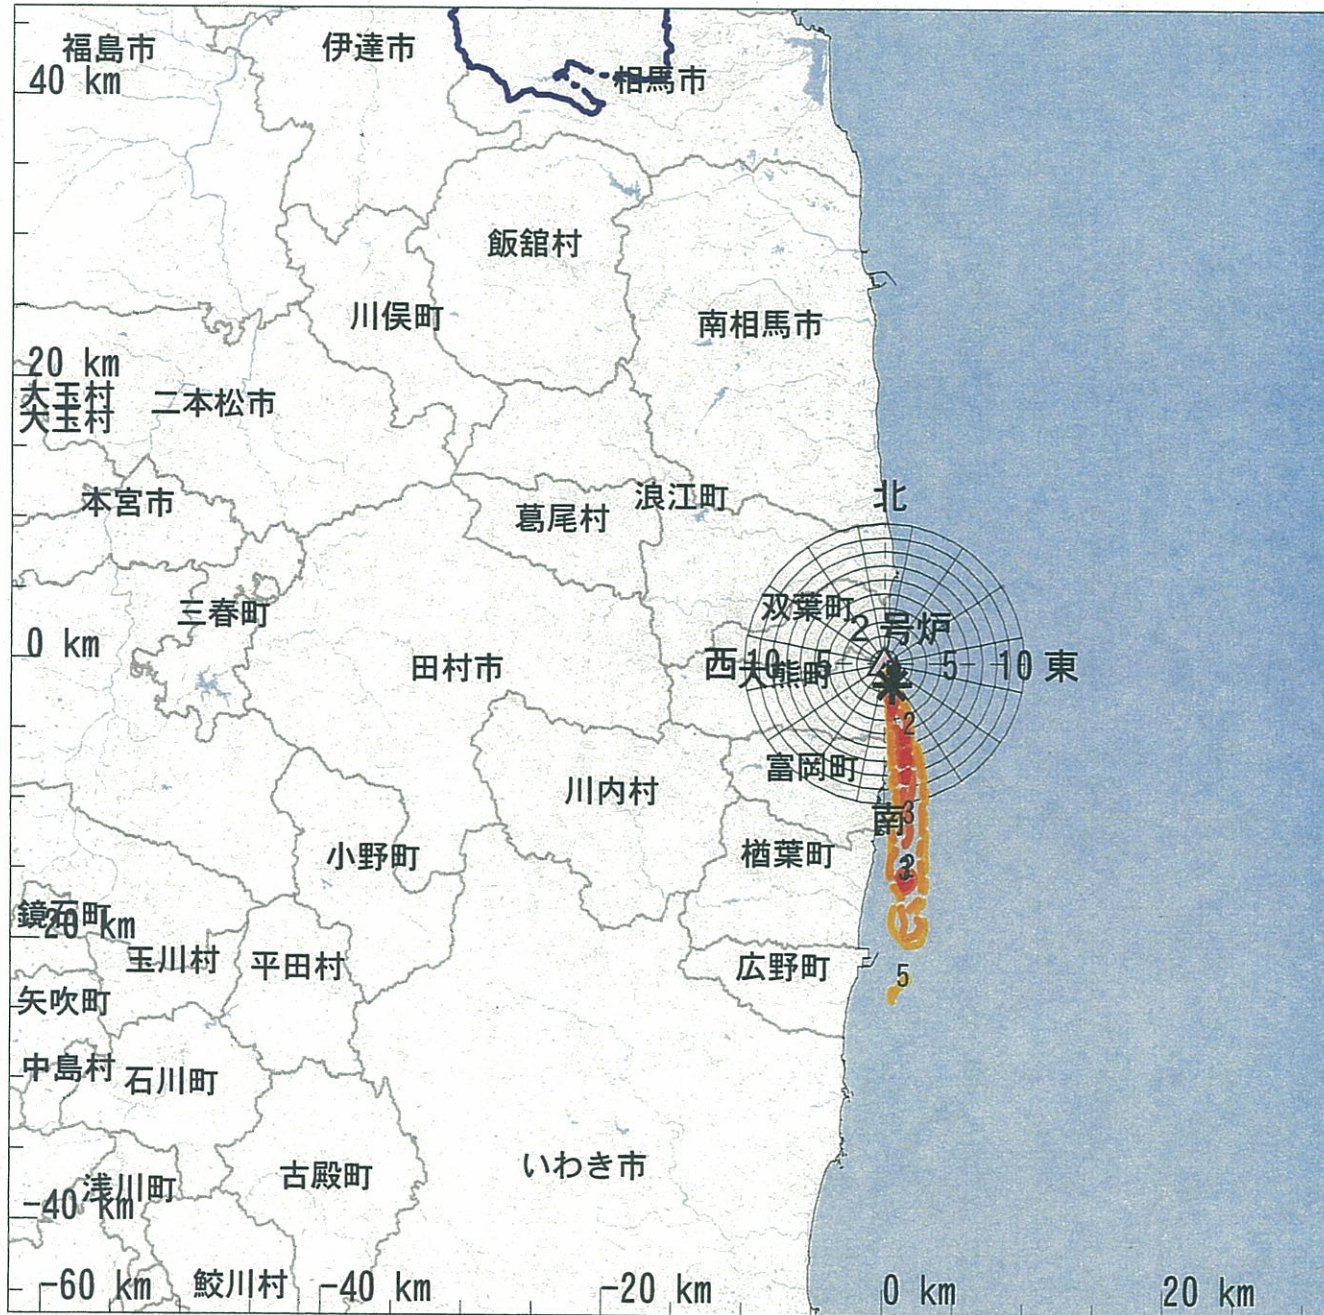 福島市
伊達市
40 km
相馬市
飯舘村
川俣町
南相馬市
20 km
大玉村
大玉村
二本松市
本宮市
浪江町
北
葛尾村
双葉町
三春町
2号炉
0 km
田村市
西 10 5 5 10 東
大熊町
2
富岡町
川内村
3
南
小野町
楢葉町
2
鏡石町
-20 km
玉川村
平田村
広野町
5
矢吹町
中島村
石川町
いわき市
古殿町
浅川町
-40 km
-60 km
鮫川村
-40 km
-20 km
0 km
20 km